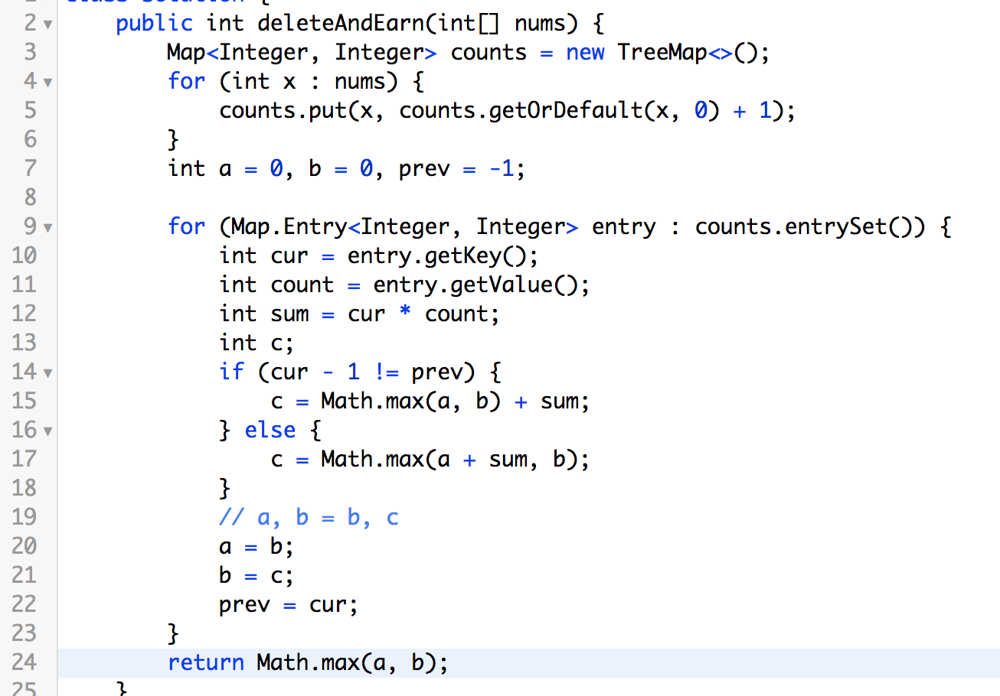 class Solution {
2 public int deleteAndEarn(int[] nums) {
3 Map<Integer, Integer> counts = new TreeMap<>();
4 for (int x : nums) {
5 counts.put(x, counts.getOrDefault(x, 0) + 1);
6 }
7 int a = 0, b = 0, prev = -1;
8
9 for (Map.Entry<Integer, Integer> entry : counts.entrySet()) {
10 int cur = entry.getKey();
11 int count = entry.getValue();
12 int sum = cur * count;
13 int c;
14 if (cur - 1 != prev) {
15 c = Math.max(a, b) + sum;
16 } else {
17 c = Math.max(a + sum, b);
18 }
19 // a, b = b, c
20 a = b;
21 b = c;
22 prev = cur;
23 }
24 return Math.max(a, b);
25 }